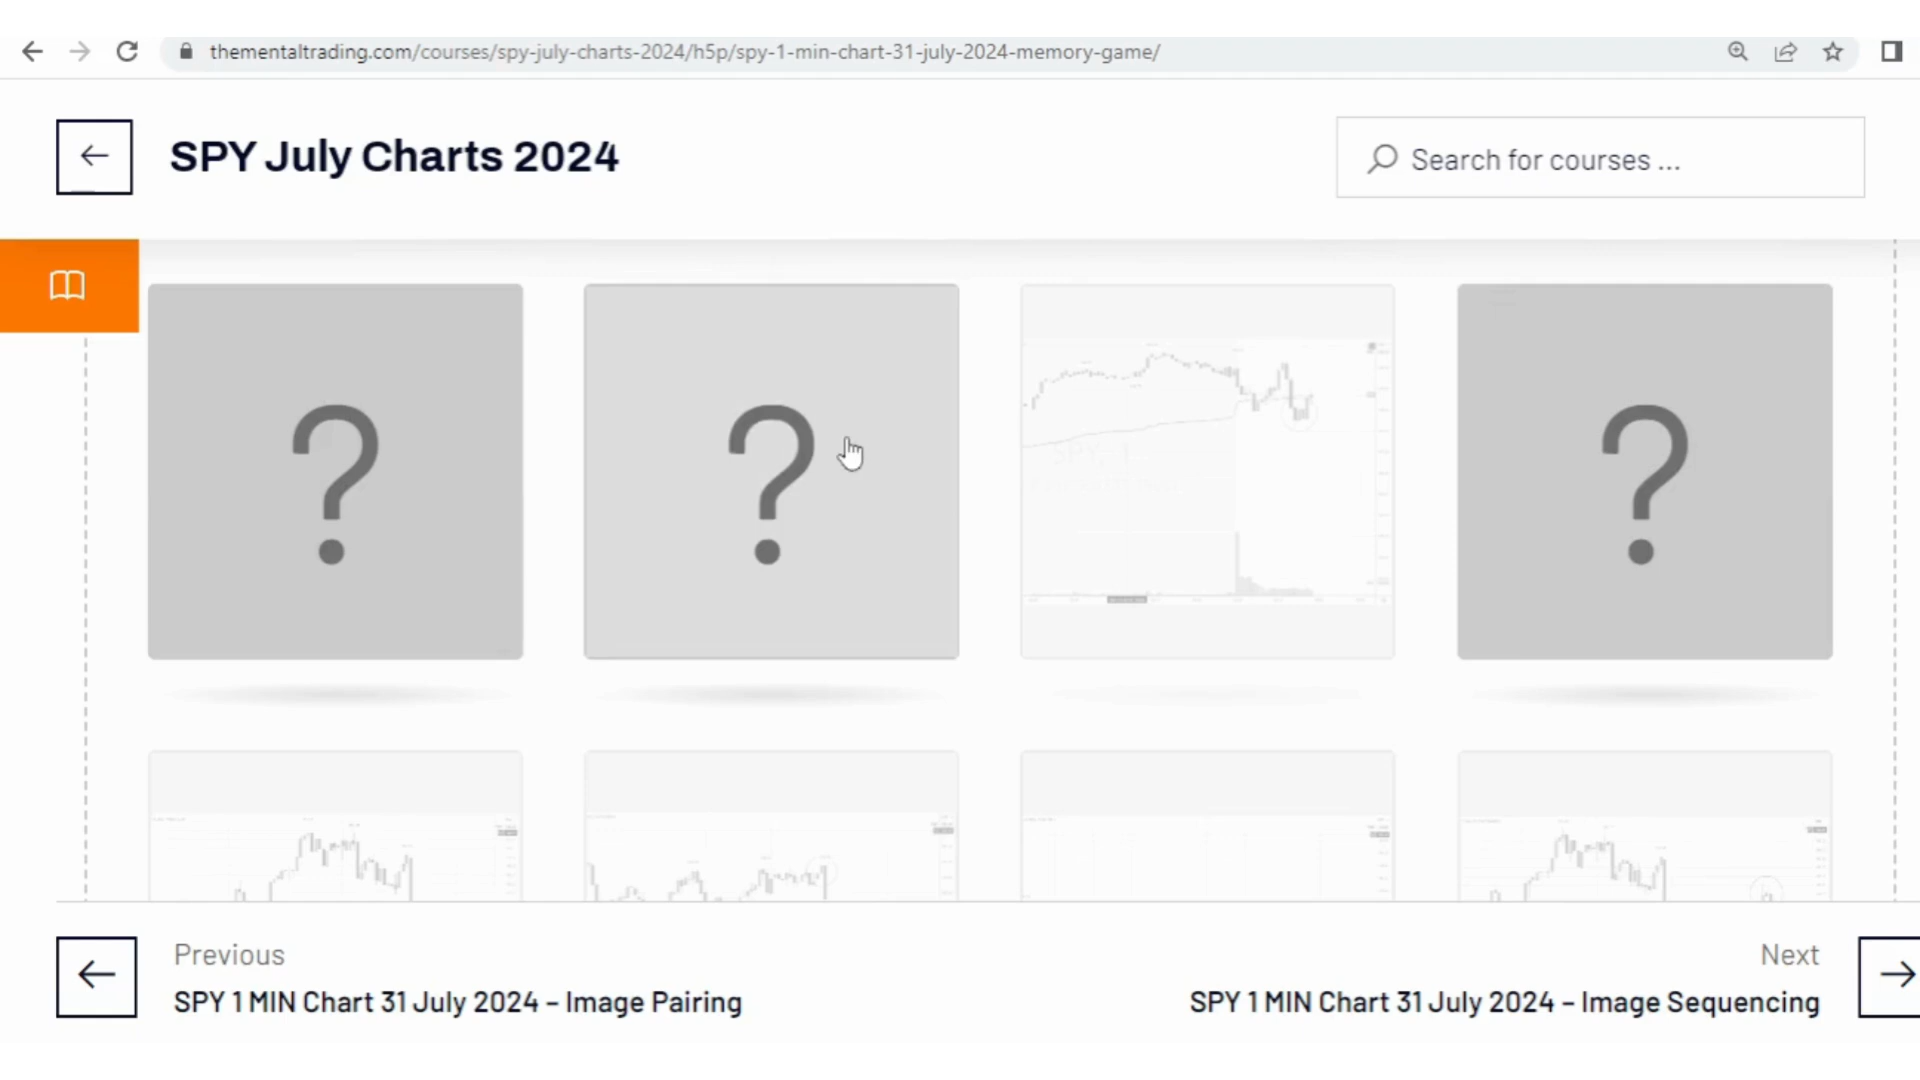 thementaltrading.com/courses/spy-july-charts-2024/h5p/spy-1-min-chart-31-july-2024-memory-game/
SPY July Charts 2024
Search for courses ...
?
?
SPY, 1
?
Previous
Next
SPY 1 MIN Chart 31 July 2024 – Image Pairing
SPY 1 MIN Chart 31 July 2024 – Image Sequencing